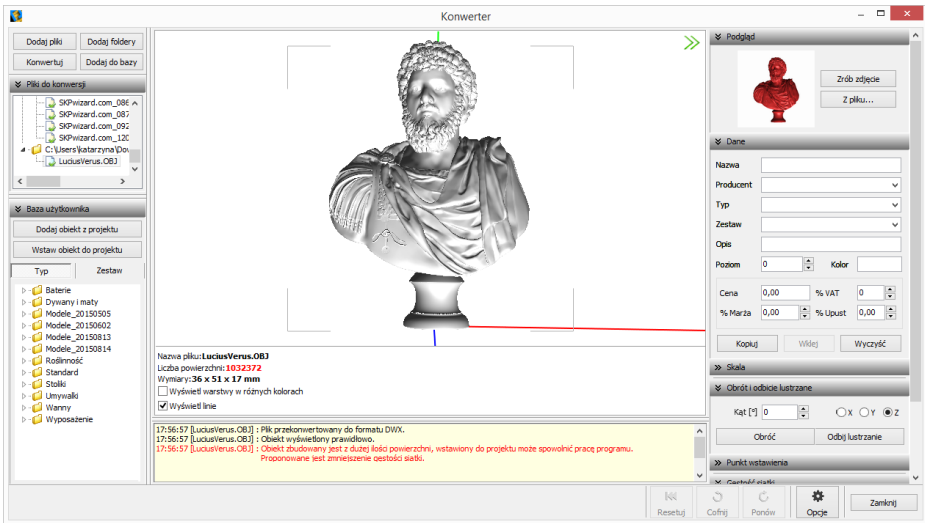 Konwerter
Dodaj pliki
Dodaj foldery
Konwertuj
Dodaj do bazy
Pliki do konwersji
SKPwizard.com_086
SKPwizard.com_087
SKPwizard.com_092
SKPwizard.com_120
C:\Users\katarzyna\Dow
LuciusVerus.OBJ
Baza użytkownika
Dodaj obiekt z projektu
Wstaw obiekt do projektu
Typ
Zestaw
Baterie
Dywany i maty
Modele_20150505
Modele_20150602
Modele_20150813
Modele_20150814
Roślinność
Standard
Stoliki
Umywalki
Wanny
Wyposażenie
Nazwa pliku:LuciusVerus.OBJ
Liczba powierzchni:1032372
Wymiary:36 x 51 x 17 mm
Wyświetl warstwy w różnych kolorach
Wyświetl linie
17:56:57 [LuciusVerus.OBJ] : Plik przekonwertowany do formatu DWX.
17:56:57 [LuciusVerus.OBJ] : Obiekt wyświetlony prawidłowo.
17:56:57 [LuciusVerus.OBJ] : Obiekt zbudowany jest z dużej ilości powierzchni, wstawiony do projektu może spowolnić pracę programu.
Proponowane jest zmniejszenie gęstości siatki.
Podgląd
Zrób zdjęcie
Z pliku...
Dane
Nazwa
Producent
Typ
Zestaw
Opis
Poziom 0 Kolor
Cena 0,00 % VAT 0
% Marża 0,00 % Upust 0,00
Kopiuj
Wklej
Wyczyść
Skala
Obrót i odbicie lustrzane
Kąt [°] 0 X Y Z
Obróć
Odbij lustrzanie
Punkt wstawienia
Gęstość siatki
Resetuj
Cofnij
Ponów
Opcje
Zamknij